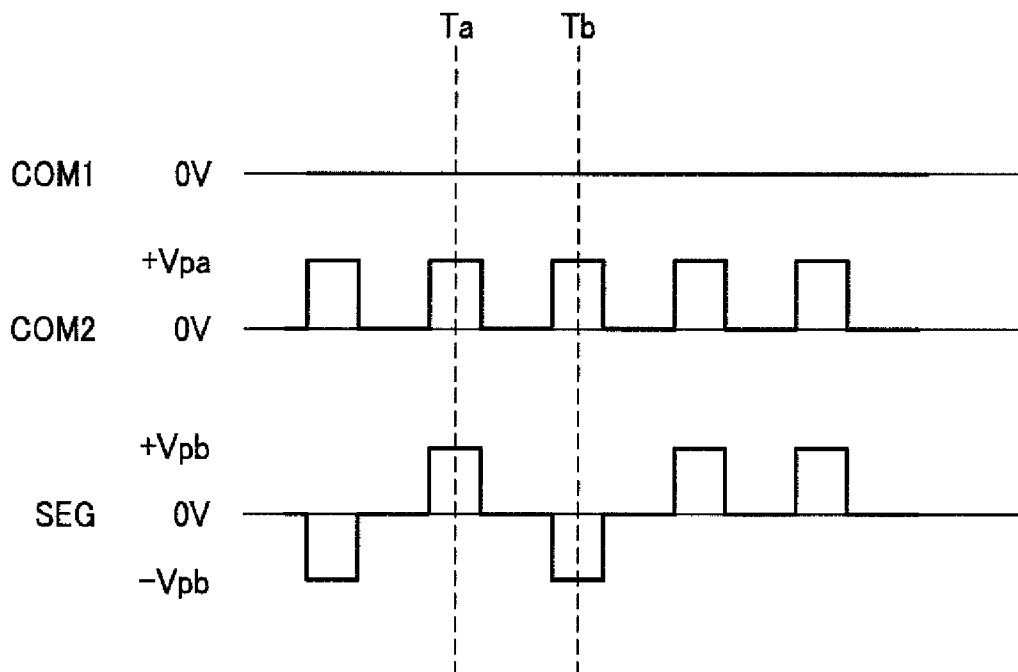 Ta Tb
COM1 0V
+Vpa
COM2 0V
+Vpb
SEG 0V
−Vpb